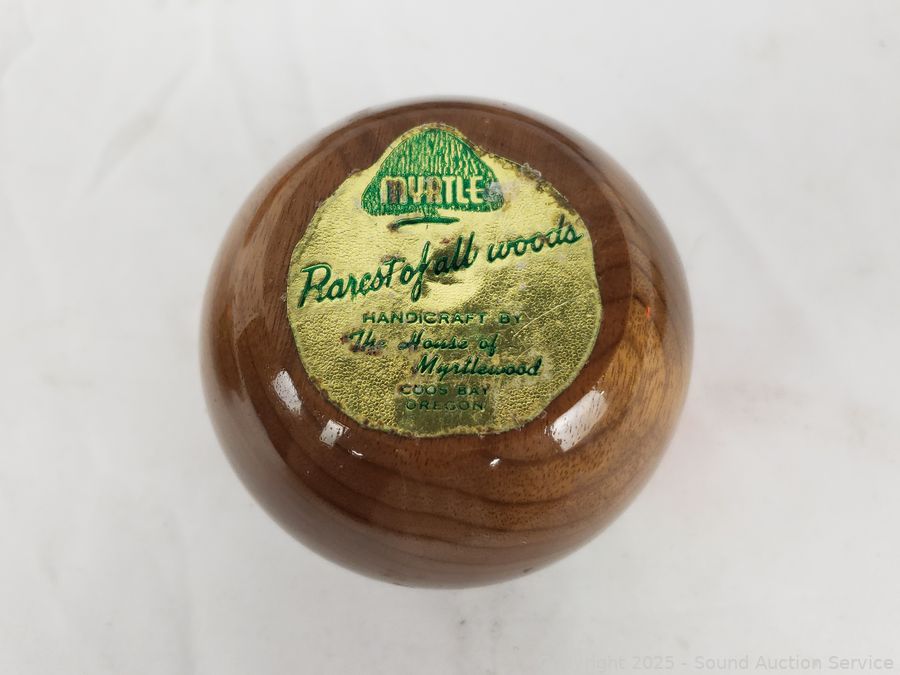 MYRTLE
Rarest of all woods
HANDICRAFT BY
The House of
Myrtlewood
COOS BAY
OREGON
Copyright 2025 - Sound Auction Service